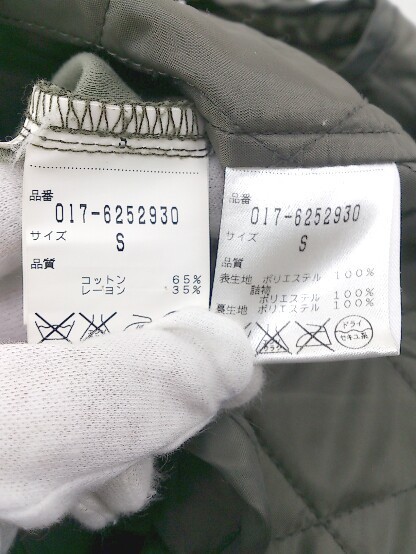 S
品番
017-6252930
サイズ
S
品質
コットン 65%
レーヨン 35%
品番
017-6252930
サイズ
S
品質
表生地 ポリエステル 100%
詰物
ポリエステル 100%
裏生地 ポリエステル 100%
ドライ
セキユ系